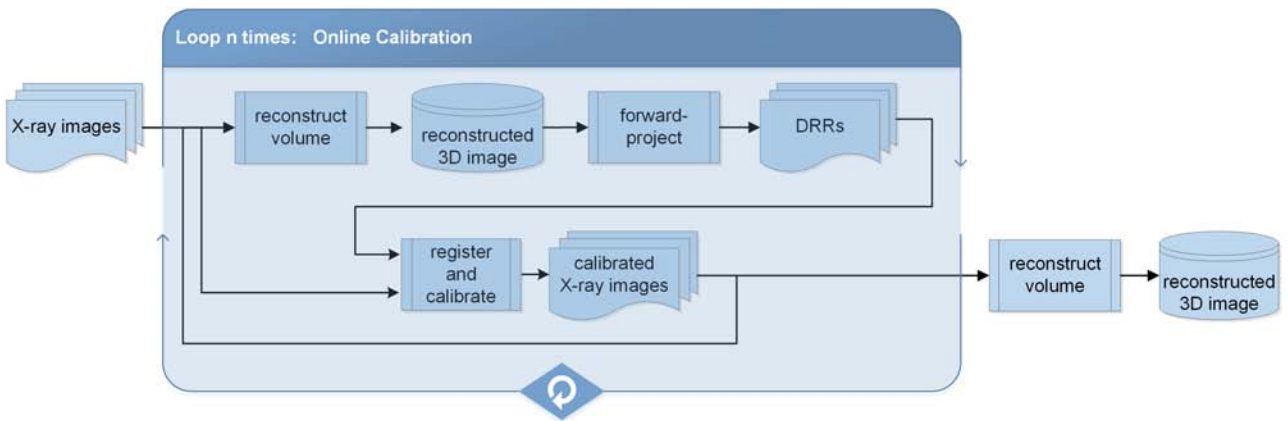 Loop n times: Online Calibration
X-ray images
reconstruct
volume
reconstructed
3D image
forward-
project
DRRs
register
and
calibrate
calibrated
X-ray images
reconstruct
volume
reconstructed
3D image